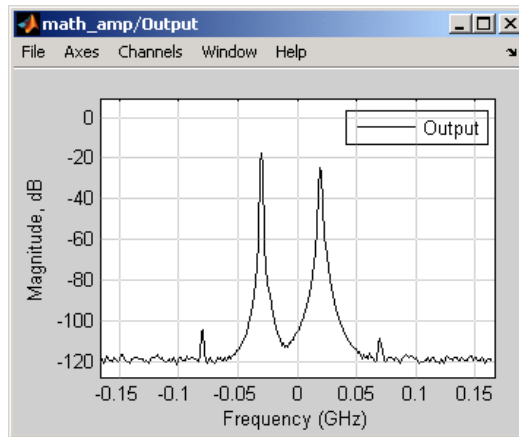 math_amp/Output
File Axes Channels Window Help
Output
0
-20
-40
-60
-80
-100
-120
Magnitude, dB
-0.15 -0.1 -0.05 0 0.05 0.1 0.15
Frequency (GHz)